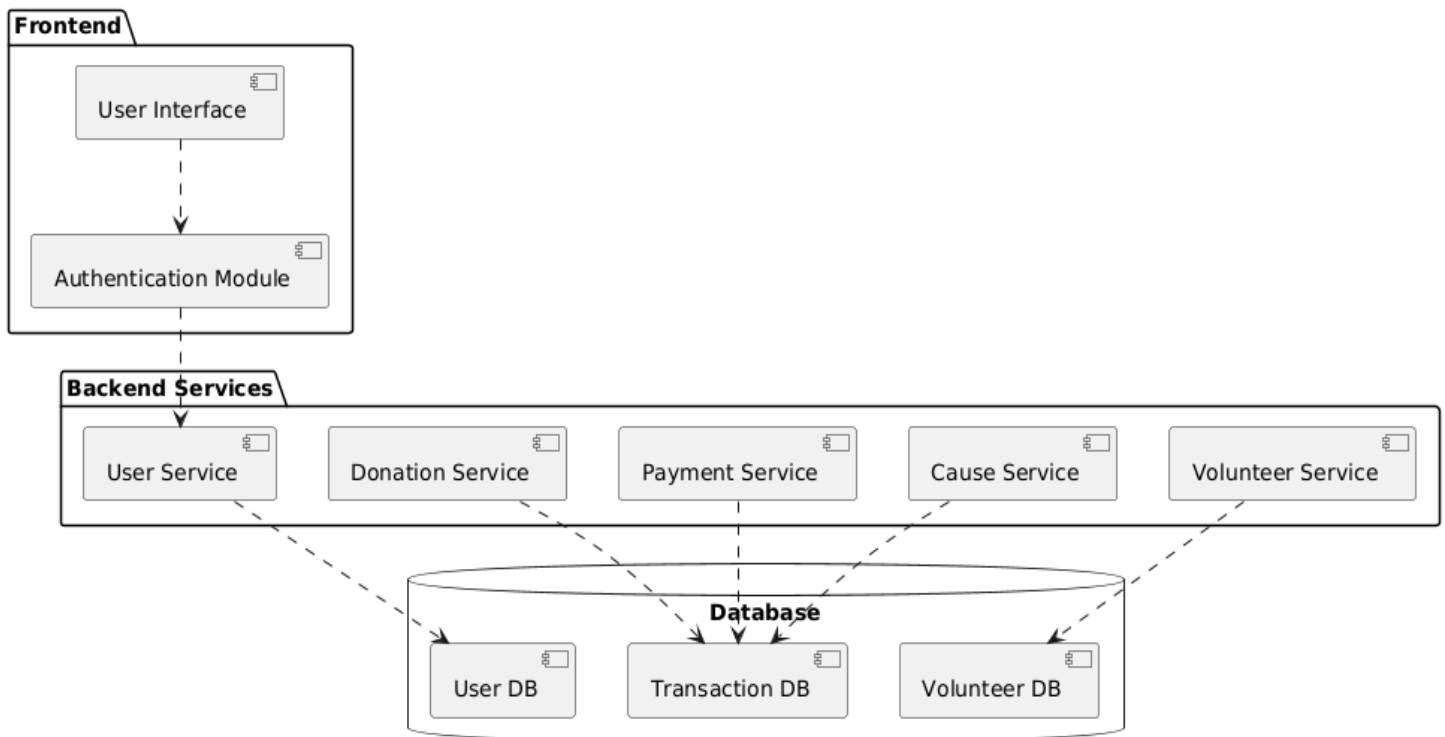 Frontend
User Interface
Authentication Module
Backend Services
User Service
Donation Service
Payment Service
Cause Service
Volunteer Service
Database
User DB
Transaction DB
Volunteer DB